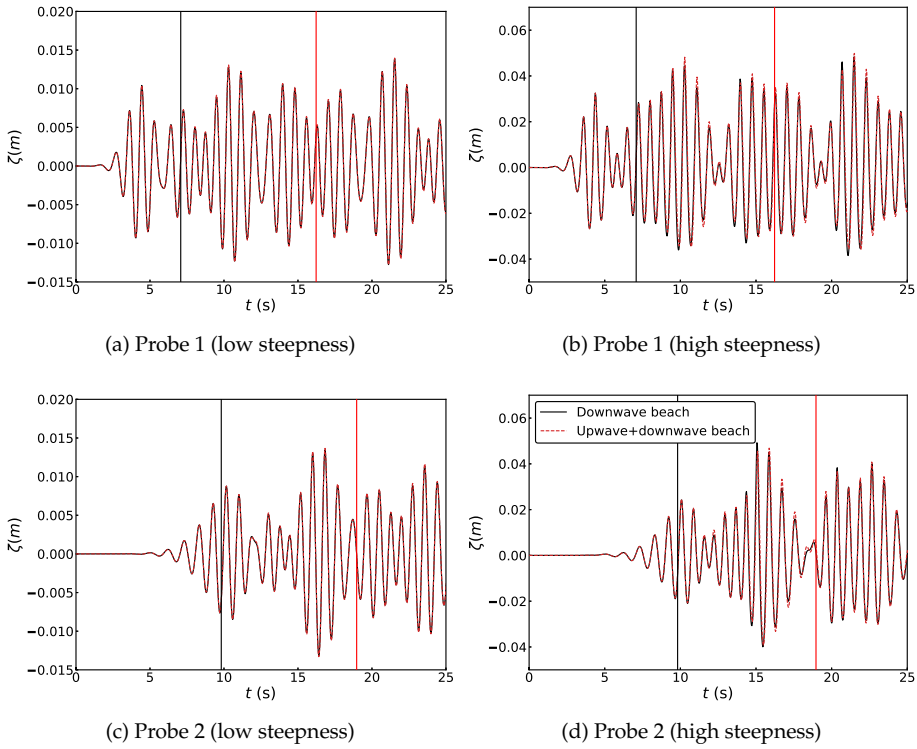 0.020
0.015
0.010
0.005
0.000
−0.005
−0.010
−0.015
ζ(m)
0 5 10 15 20 25
t (s)
(a) Probe 1 (low steepness)
0.06
0.04
0.02
0.00
−0.02
−0.04
ζ(m)
0 5 10 15 20 25
t (s)
(b) Probe 1 (high steepness)
0.020
0.015
0.010
0.005
0.000
−0.005
−0.010
−0.015
ζ(m)
0 5 10 15 20 25
t (s)
(c) Probe 2 (low steepness)
Downwave beach
Upwave+downwave beach
0.06
0.04
0.02
0.00
−0.02
−0.04
ζ(m)
0 5 10 15 20 25
t (s)
(d) Probe 2 (high steepness)